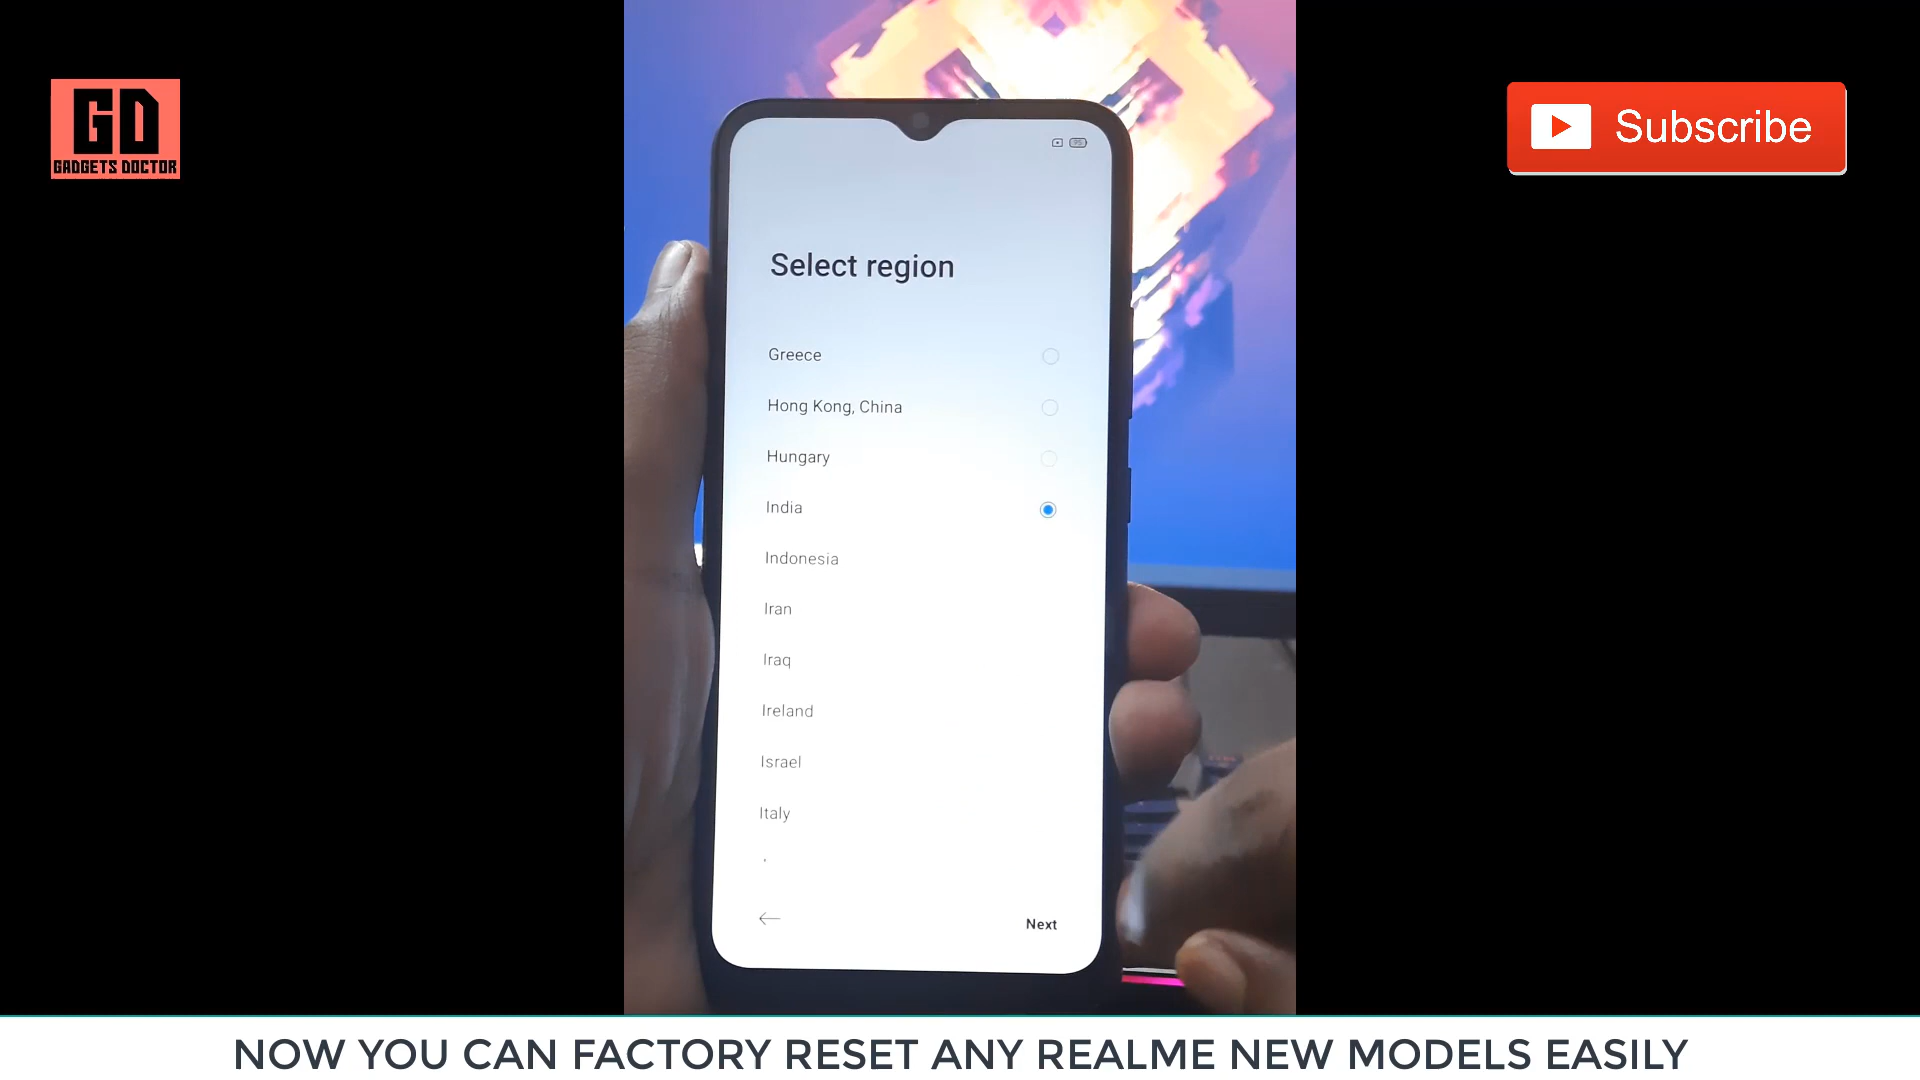 GD
GADGETS DOCTOR
Subscribe
Select region
Greece
Hong Kong, China
Hungary
India
Indonesia
Iran
Iraq
Ireland
Israel
Italy
Next
NOW YOU CAN FACTORY RESET ANY REALME NEW MODELS EASILY